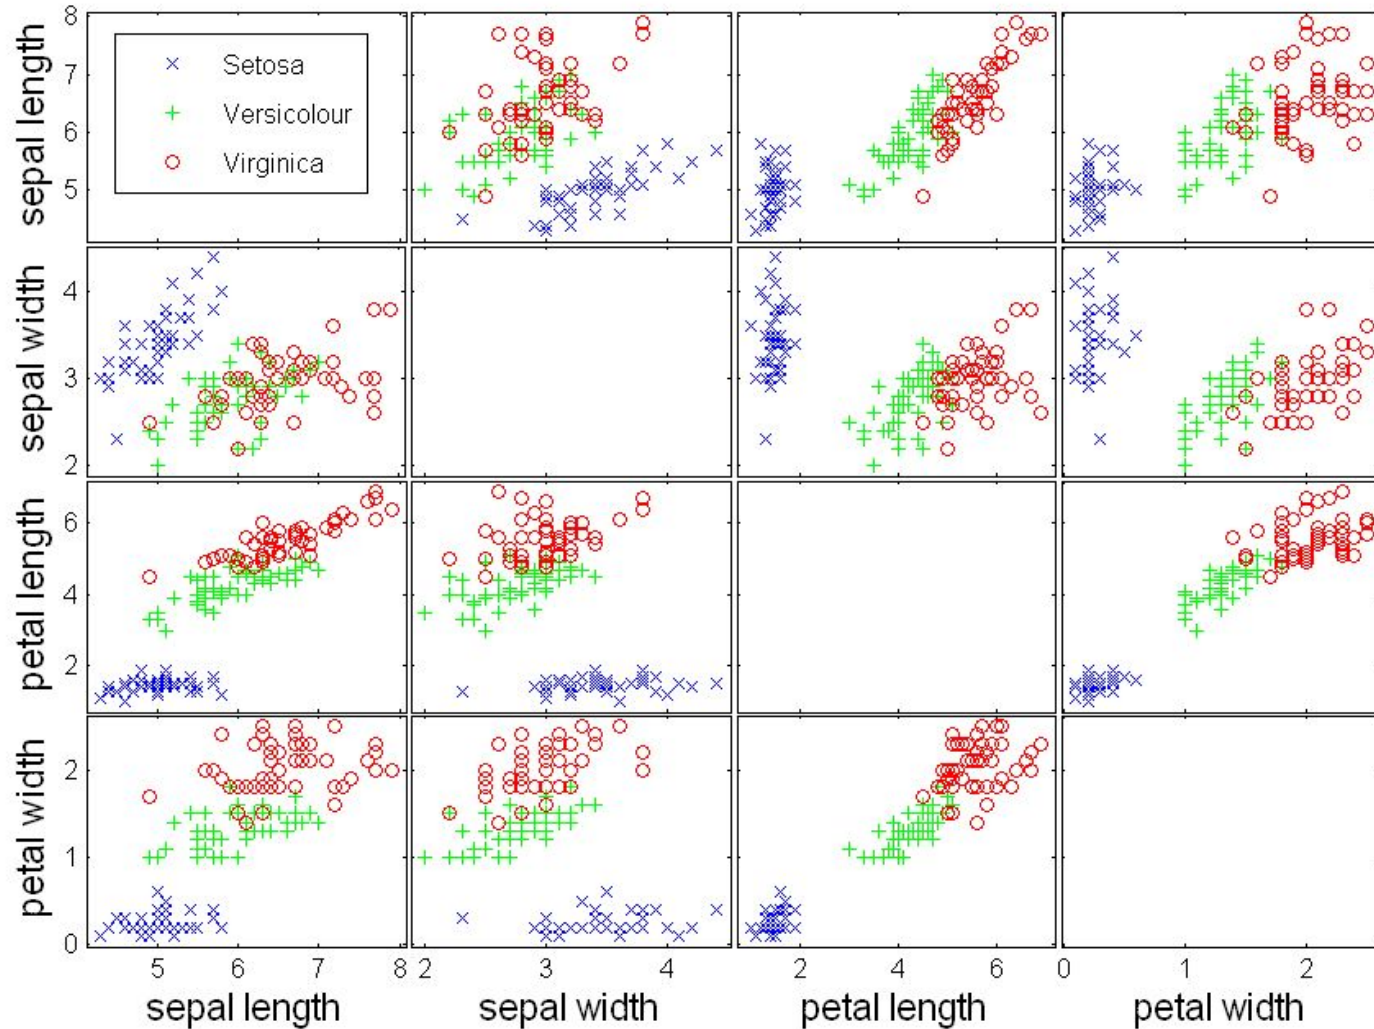 8
7
6
5
sepal length
Setosa
Versicolour
Virginica
4
3
2
sepal width
6
4
2
petal length
2
1
0
petal width
5 6 7 8 2 3 4 2 4 6 0 1 2
sepal length sepal width petal length petal width